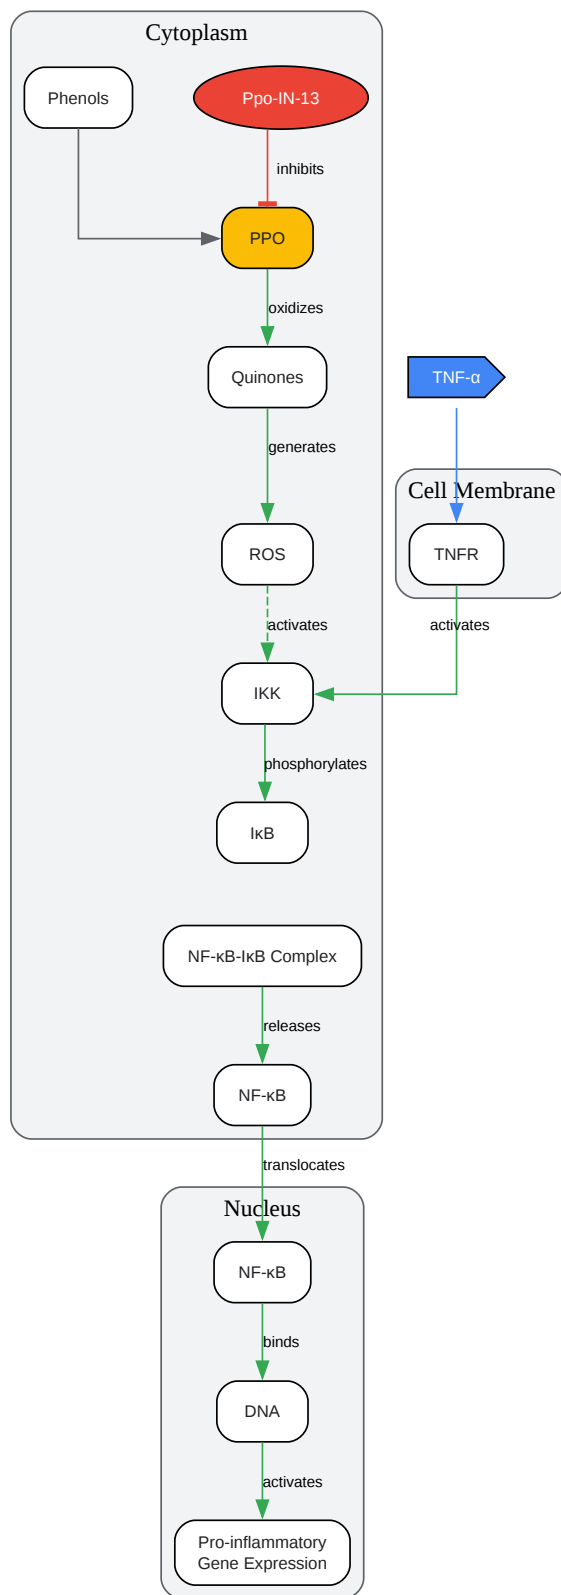 Cytoplasm
Phenols
Ppo-IN-13
inhibits
PPO
oxidizes
Quinones
TNF-α
generates
Cell Membrane
ROS
TNFR
activates
activates
IKK
phosphorylates
IκB
NF-κB-IκB Complex
releases
NF-κB
translocates
Nucleus
NF-κB
binds
DNA
activates
Pro-inflammatory
Gene Expression